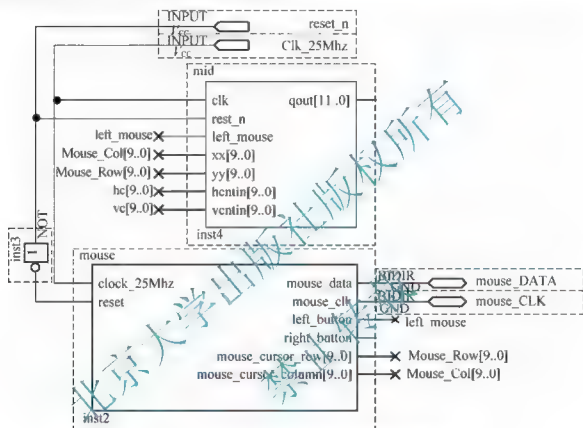 INPUT reset_n
VCC
INPUT Clk_25Mhz
VCC
mid
clk qout[11..0]
rest_n
left_mouse left_mouse
Mouse_Col[9..0] xx[9..0]
Mouse_Row[9..0] yy[9..0]
hc[9..0] hcntin[9..0]
vc[9..0] vcntin[9..0]
inst4
NOT
inst3
mouse
clock_25Mhz mouse_data BIDIR mouse_DATA
GND
reset mouse_clk BIDIR mouse_CLK
GND
left_button left_mouse
right_button
mouse_cursor_row[9..0] Mouse_Row[9..0]
mouse_cursor_column[9..0] Mouse_Col[9..0]
inst2
北京大学出版社版权所有